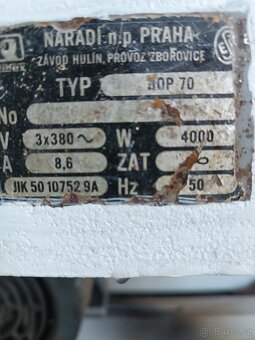 NÁŘADÍ n.p. PRAHA
ZÁVOD HULÍN, PROVOZ ZBOROVICE
TYP HOP 70
No
V 3x380~ W 4000
A 8,6 ZAT
JIK 50 10752 9A Hz 50